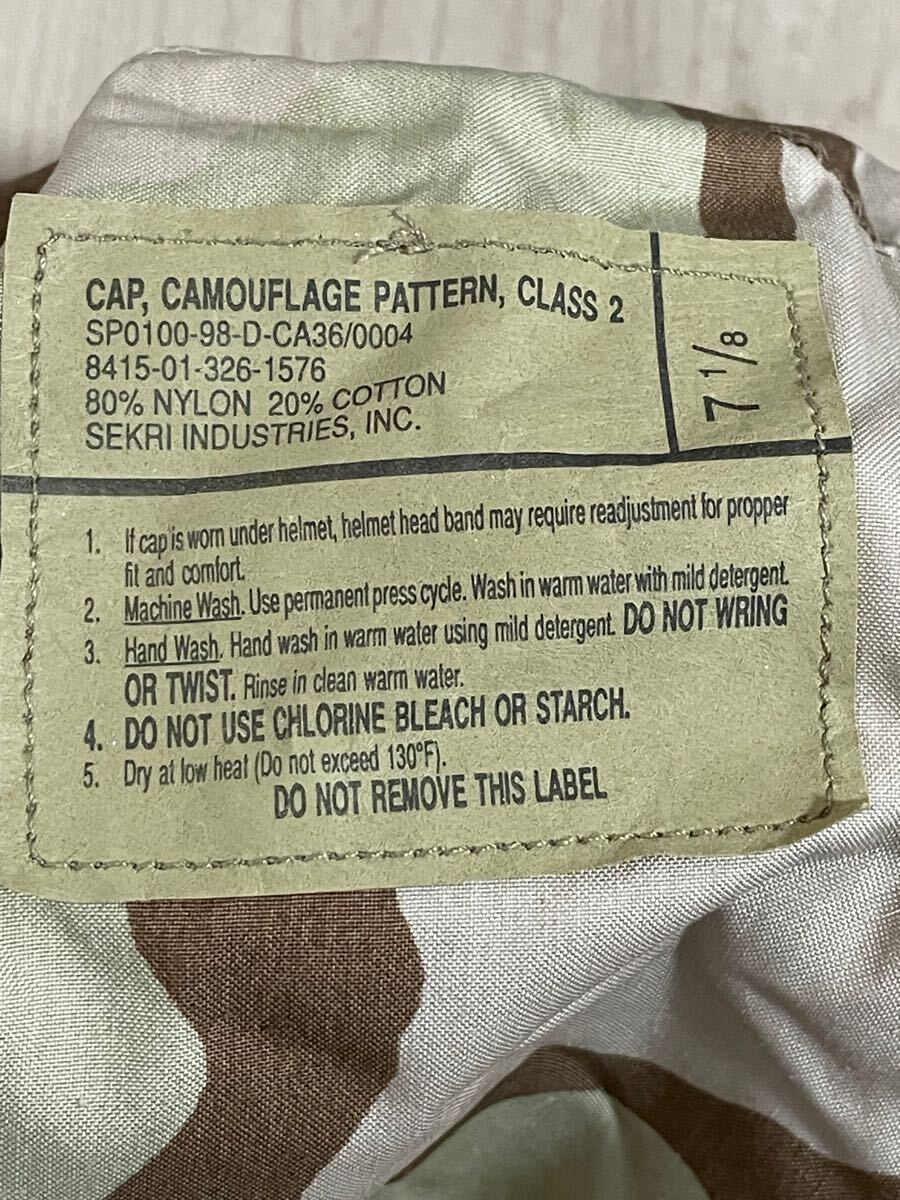 CAP, CAMOUFLAGE PATTERN, CLASS 2
SP0100-98-D-CA36/0004
8415-01-326-1576
80% NYLON 20% COTTON
SEKRI INDUSTRIES, INC.
7 1/8
1. If cap is worn under helmet, helmet head band may require readjustment for propper
fit and comfort.
2. Machine Wash. Use permanent press cycle. Wash in warm water with mild detergent.
3. Hand Wash. Hand wash in warm water using mild detergent. DO NOT WRING
OR TWIST. Rinse in clean warm water.
4. DO NOT USE CHLORINE BLEACH OR STARCH.
5. Dry at low heat (Do not exceed 130°F).
DO NOT REMOVE THIS LABEL